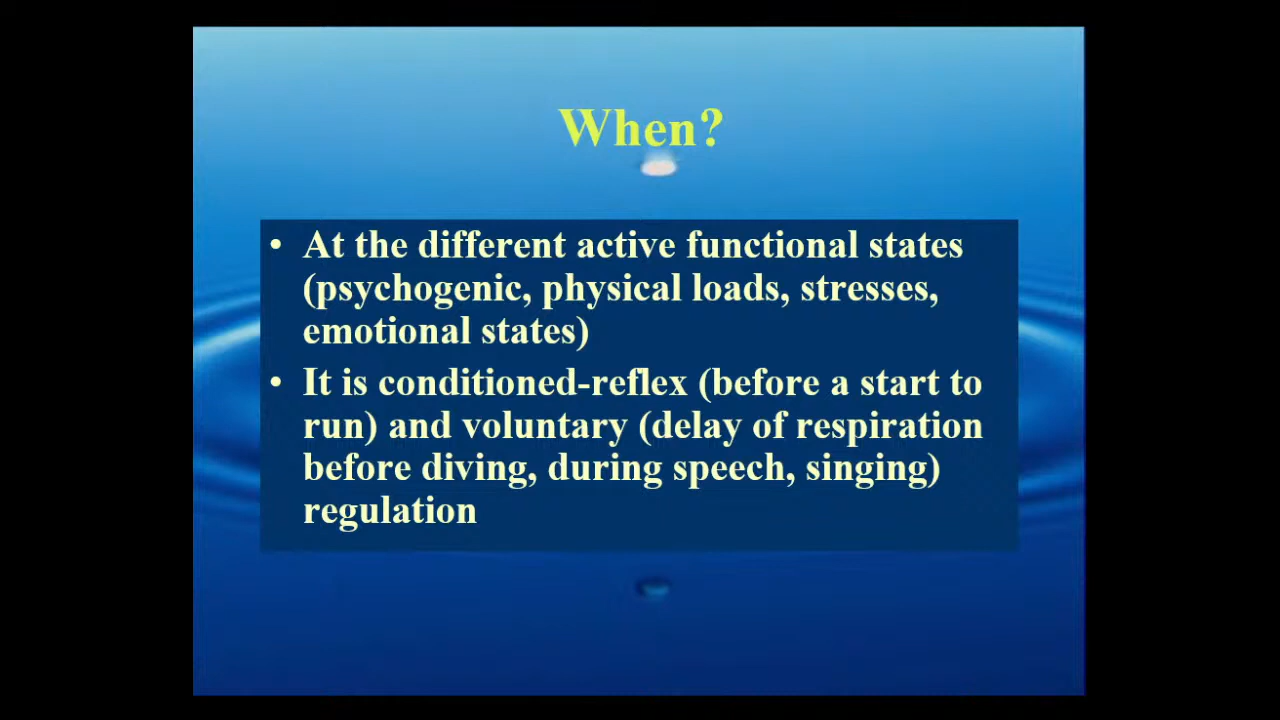 When?
• At the different active functional states
(psychogenic, physical loads, stresses,
emotional states)
• It is conditioned-reflex (before a start to
run) and voluntary (delay of respiration
before diving, during speech, singing)
regulation